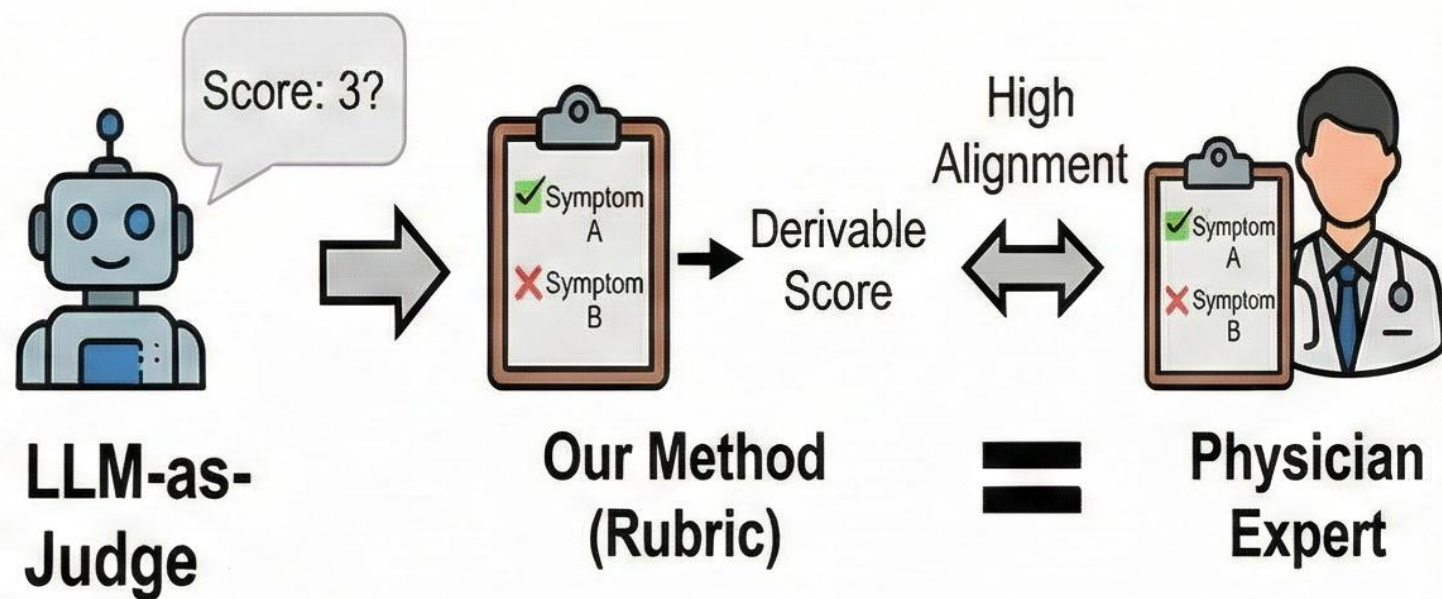 Score: 3?
Symptom
A
Symptom
B
Derivable
Score
High
Alignment
Symptom
A
Symptom
B
LLM-as-
Judge
Our Method
(Rubric)
=
Physician
Expert